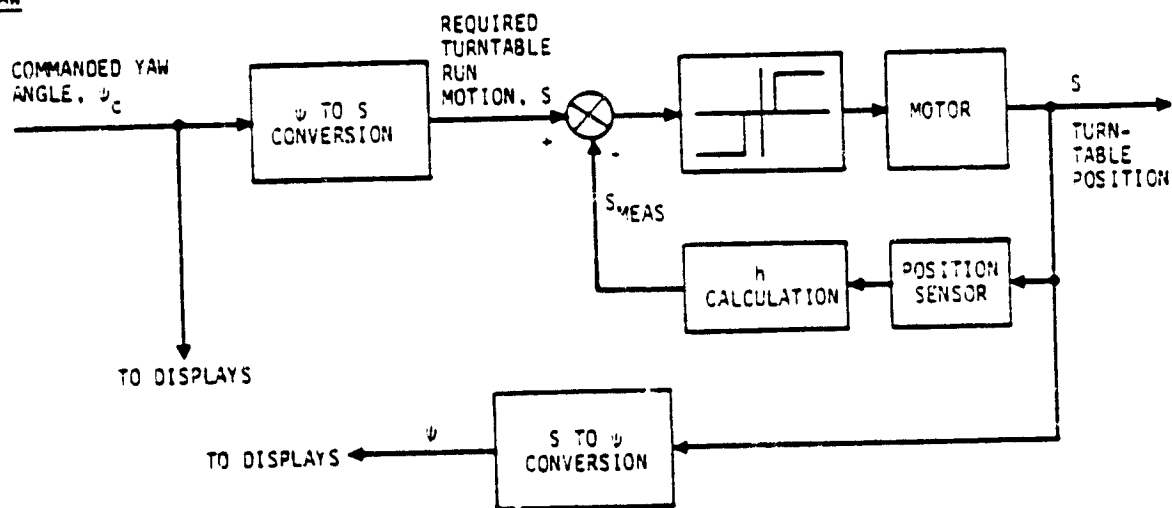 COMMANDED YAW
ANGLE, ψc
ψ TO S
CONVERSION
REQUIRED
TURNTABLE
RUN
MOTION, S
+
-
MOTOR
S
TURN-
TABLE
POSITION
SMEAS
h
CALCULATION
POSITION
SENSOR
TO DISPLAYS
TO DISPLAYS
ψ
S TO ψ
CONVERSION